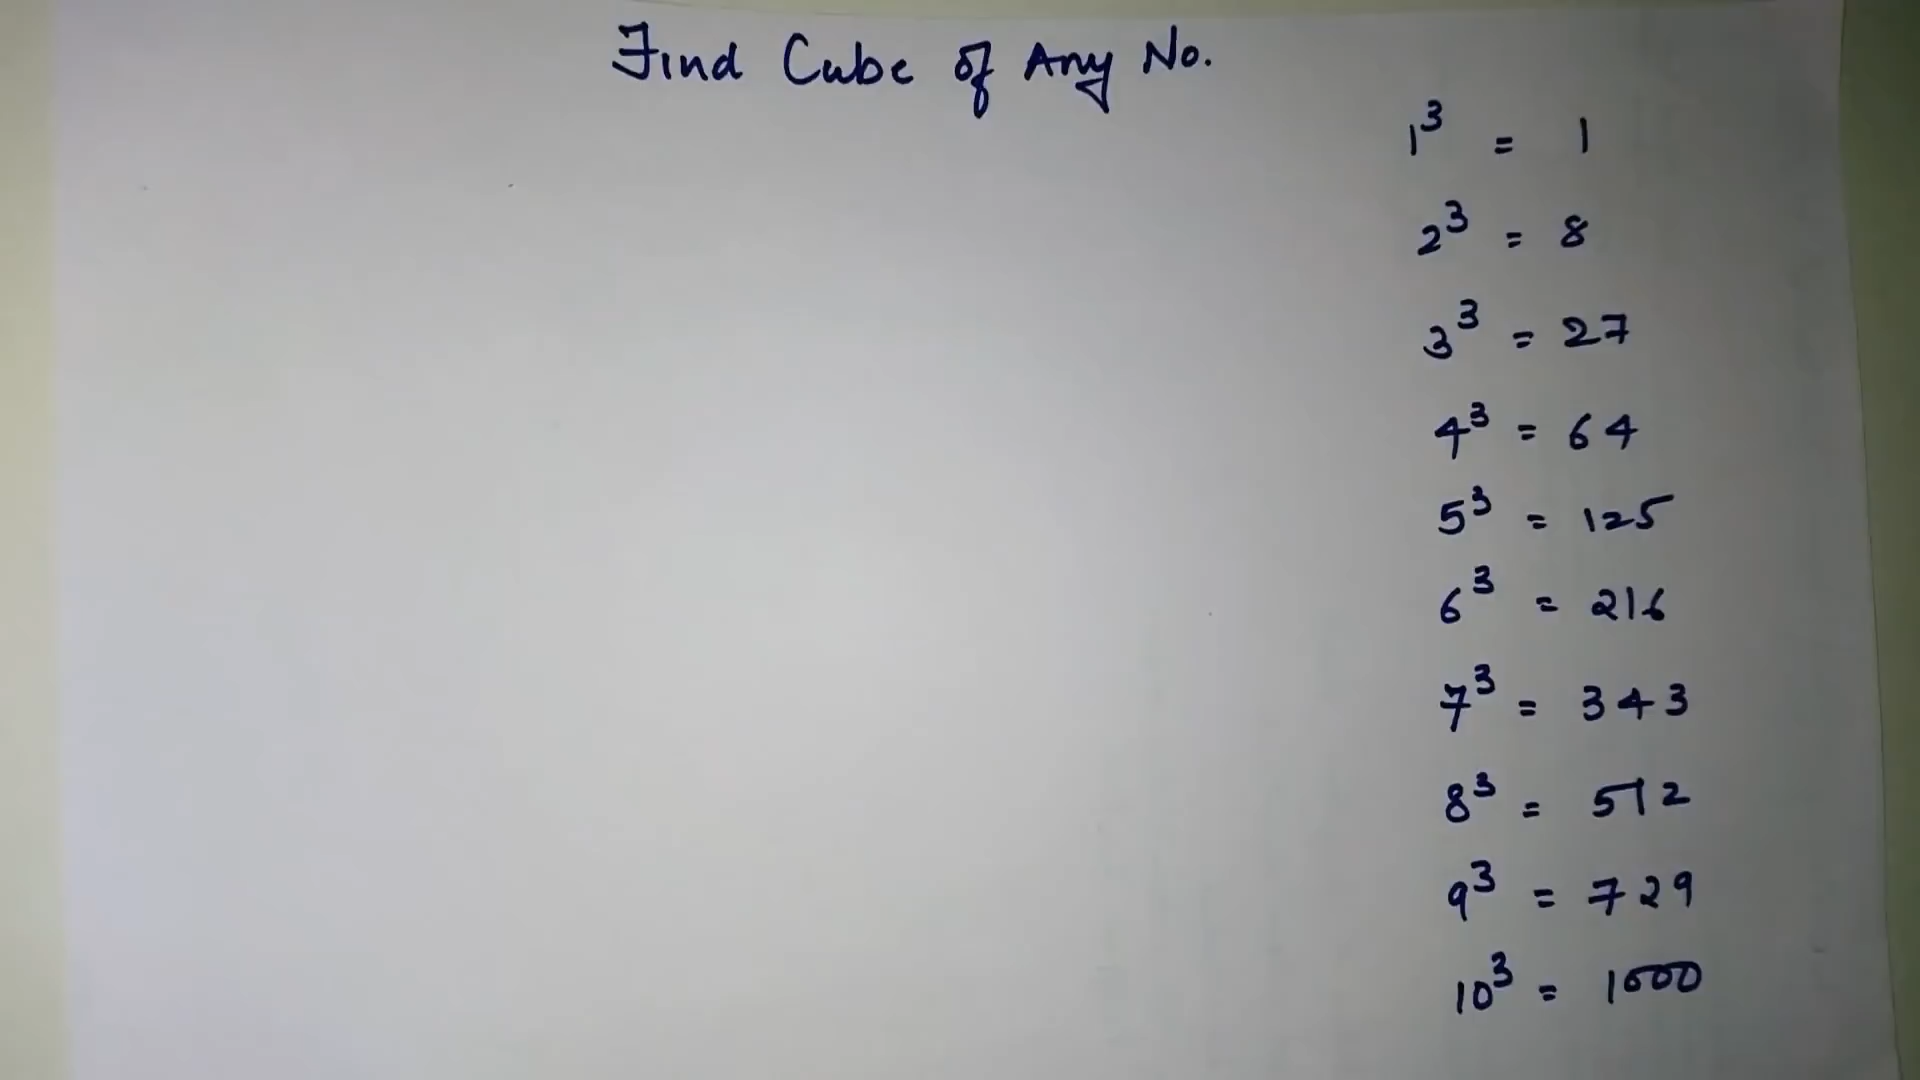 Find Cube of Any No.
1³ = 1
2³ = 8
3³ = 27
4³ = 64
5³ = 125
6³ = 216
7³ = 343
8³ = 512
9³ = 729
10³ = 1000